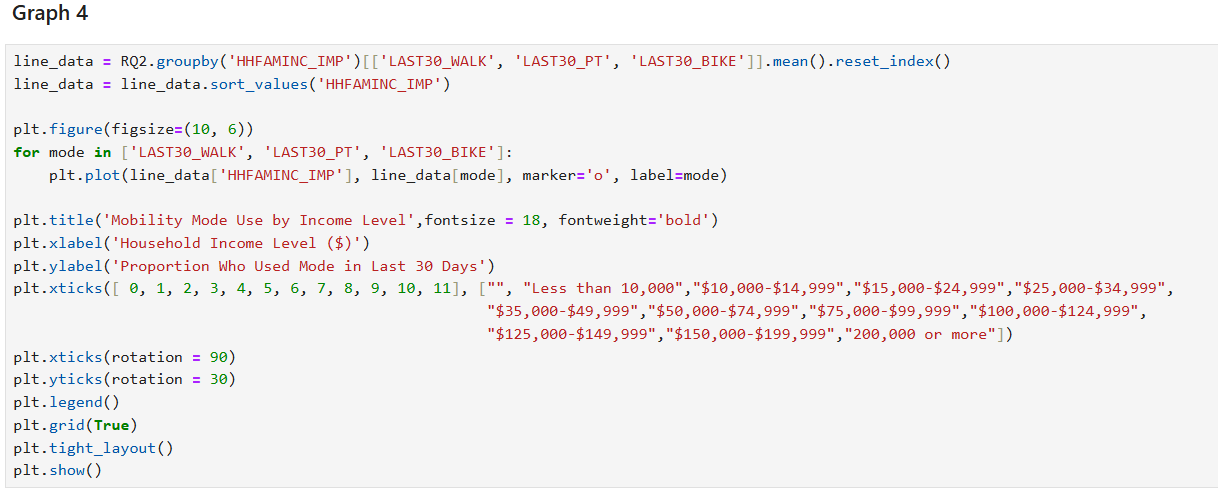 Graph 4
line_data = RQ2.groupby('HHFAMINC_IMP')[['LAST30_WALK', 'LAST30_PT', 'LAST30_BIKE']].mean().reset_index()
line_data = line_data.sort_values('HHFAMINC_IMP')
plt.figure(figsize=(10, 6))
for mode in ['LAST30_WALK', 'LAST30_PT', 'LAST30_BIKE']:
    plt.plot(line_data['HHFAMINC_IMP'], line_data[mode], marker='o', label=mode)
plt.title('Mobility Mode Use by Income Level',fontsize = 18, fontweight='bold')
plt.xlabel('Household Income Level ($)')
plt.ylabel('Proportion Who Used Mode in Last 30 Days')
plt.xticks([ 0, 1, 2, 3, 4, 5, 6, 7, 8, 9, 10, 11], ["", "Less than 10,000","$10,000-$14,999","$15,000-$24,999","$25,000-$34,999",
"$35,000-$49,999","$50,000-$74,999","$75,000-$99,999","$100,000-$124,999",
"$125,000-$149,999","$150,000-$199,999","200,000 or more"])
plt.xticks(rotation = 90)
plt.yticks(rotation = 30)
plt.legend()
plt.grid(True)
plt.tight_layout()
plt.show()